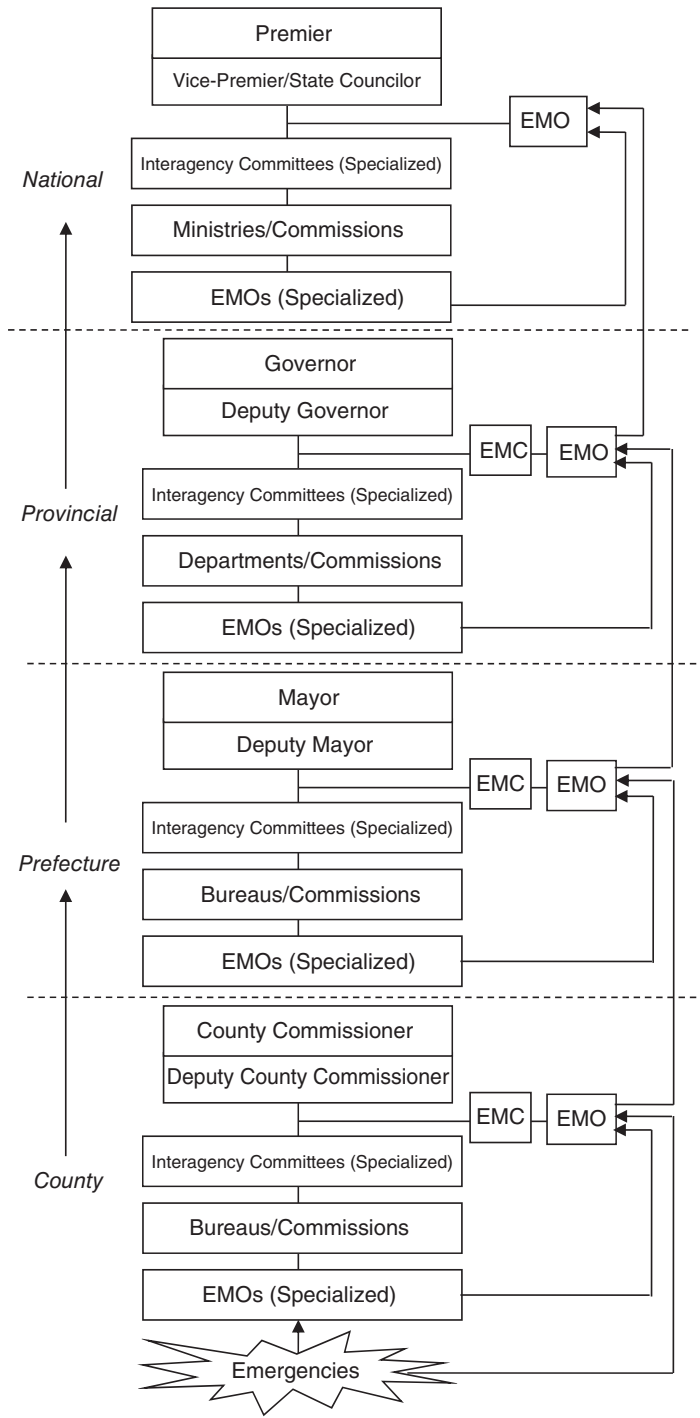 Premier
Vice-Premier/State Councilor
EMO
Interagency Committees (Specialized)
National
Ministries/Commissions
EMOs (Specialized)
Governor
Deputy Governor
EMC
EMO
Interagency Committees (Specialized)
Provincial
Departments/Commissions
EMOs (Specialized)
Mayor
Deputy Mayor
EMC
EMO
Interagency Committees (Specialized)
Prefecture
Bureaus/Commissions
EMOs (Specialized)
County Commissioner
Deputy County Commissioner
EMC
EMO
Interagency Committees (Specialized)
County
Bureaus/Commissions
EMOs (Specialized)
Emergencies